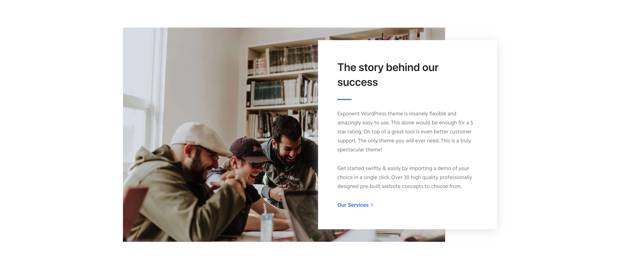 The story behind our
success
Exponent WordPress theme is insanely flexible and
amazingly easy to use. This alone would be enough for a 5
star rating. On top of a great tool is even better customer
support. The only theme you will ever need. This is a truly
spectacular theme!
Get started swiftly & easily by importing a demo of your
choice in a single click. Over 30 high quality professionally
designed pre-built website concepts to choose from.
Our Services